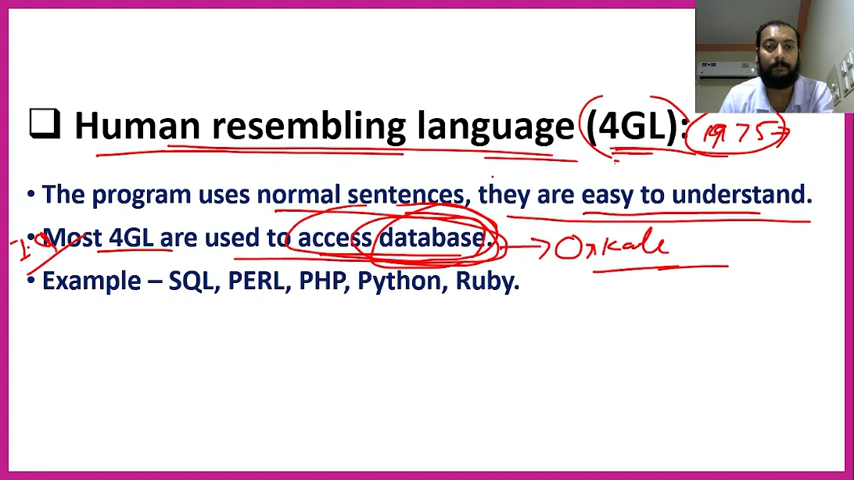 Human resembling language (4GL): 1975
• The program uses normal sentences, they are easy to understand.
• Most 4GL are used to access database. → Orkale
• Example – SQL, PERL, PHP, Python, Ruby.